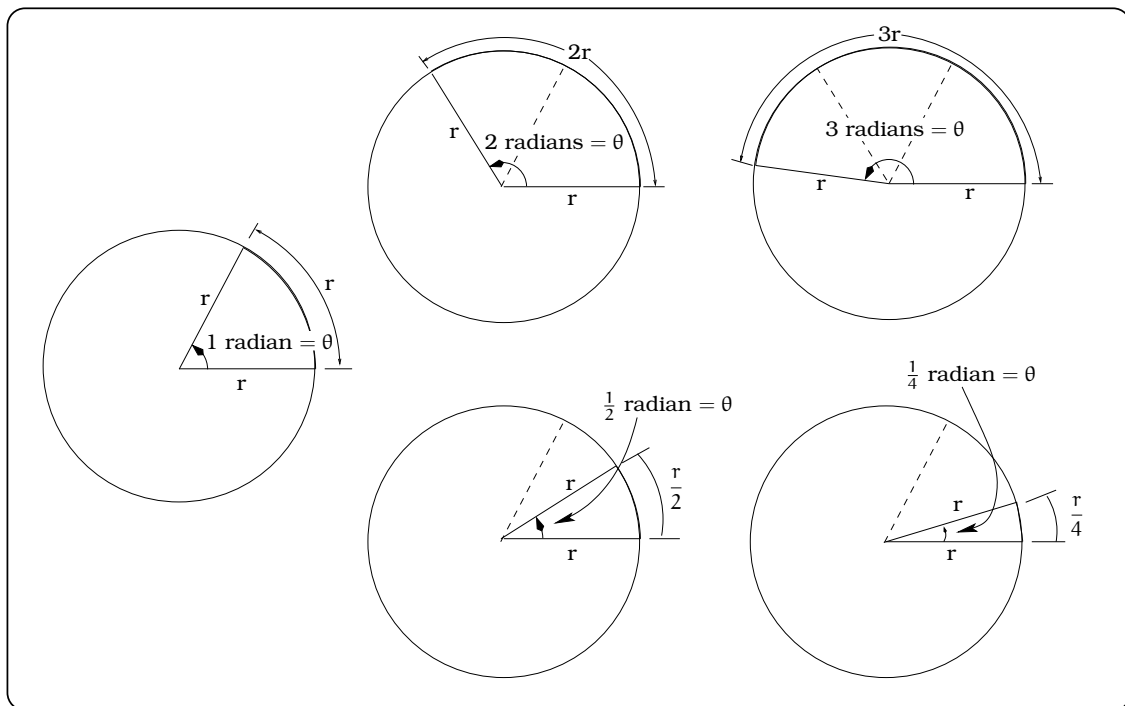 2r
r
2 radians = θ
r
3r
3 radians = θ
r
r
r
r
1 radian = θ
r
1/2 radian = θ
r
r/2
r
1/4 radian = θ
r
r/4
r